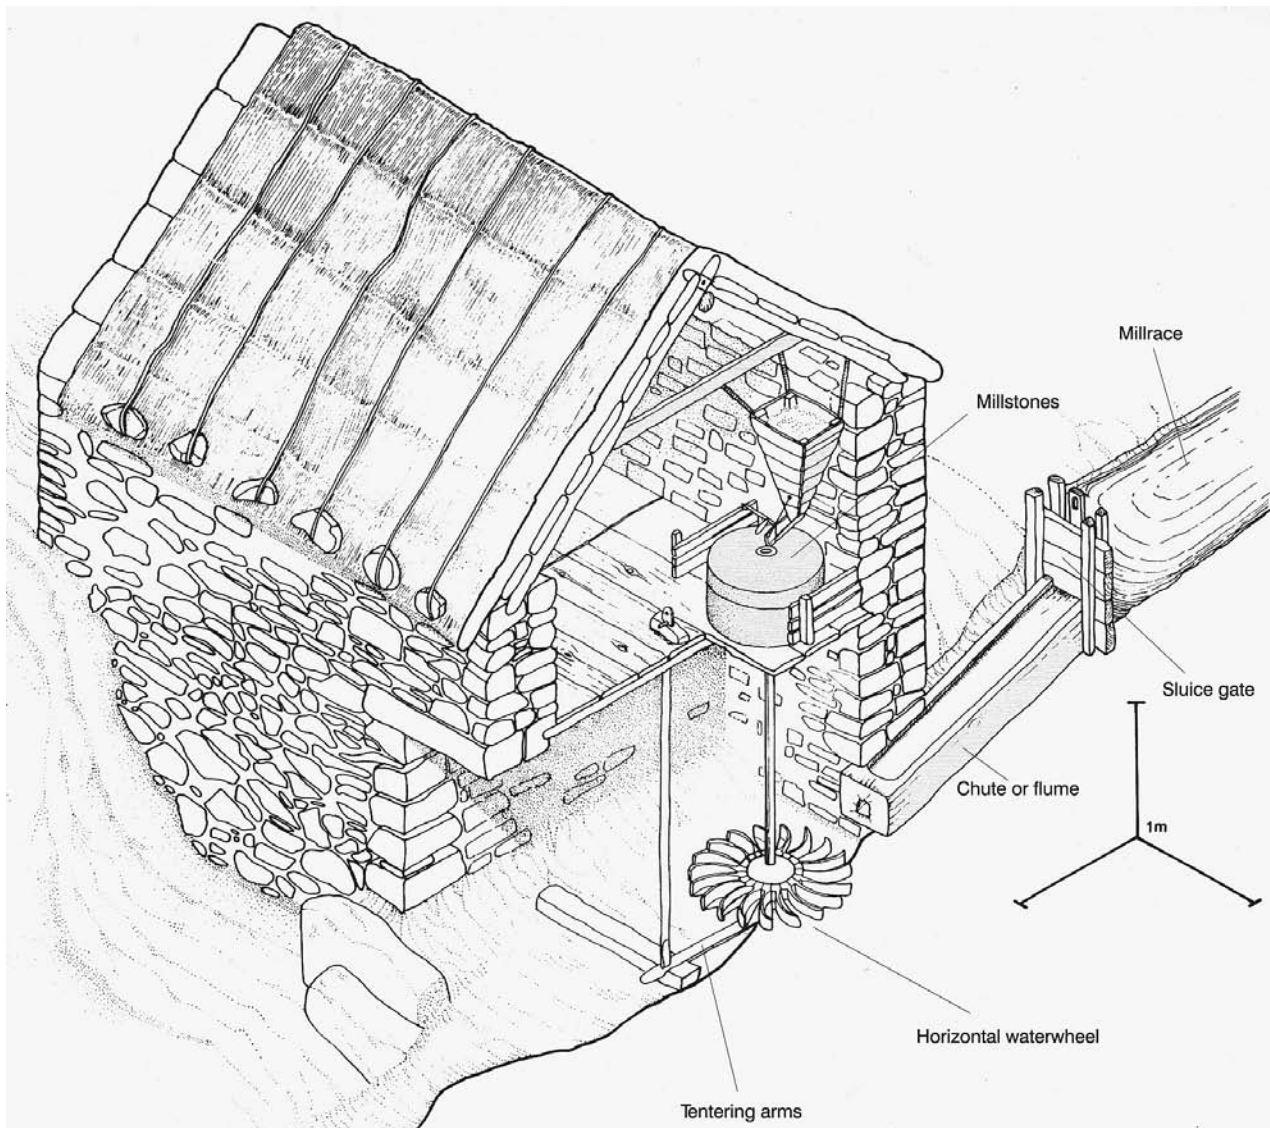 Millrace
Millstones
Sluice gate
Chute or flume
1m
Horizontal waterwheel
Tentering arms